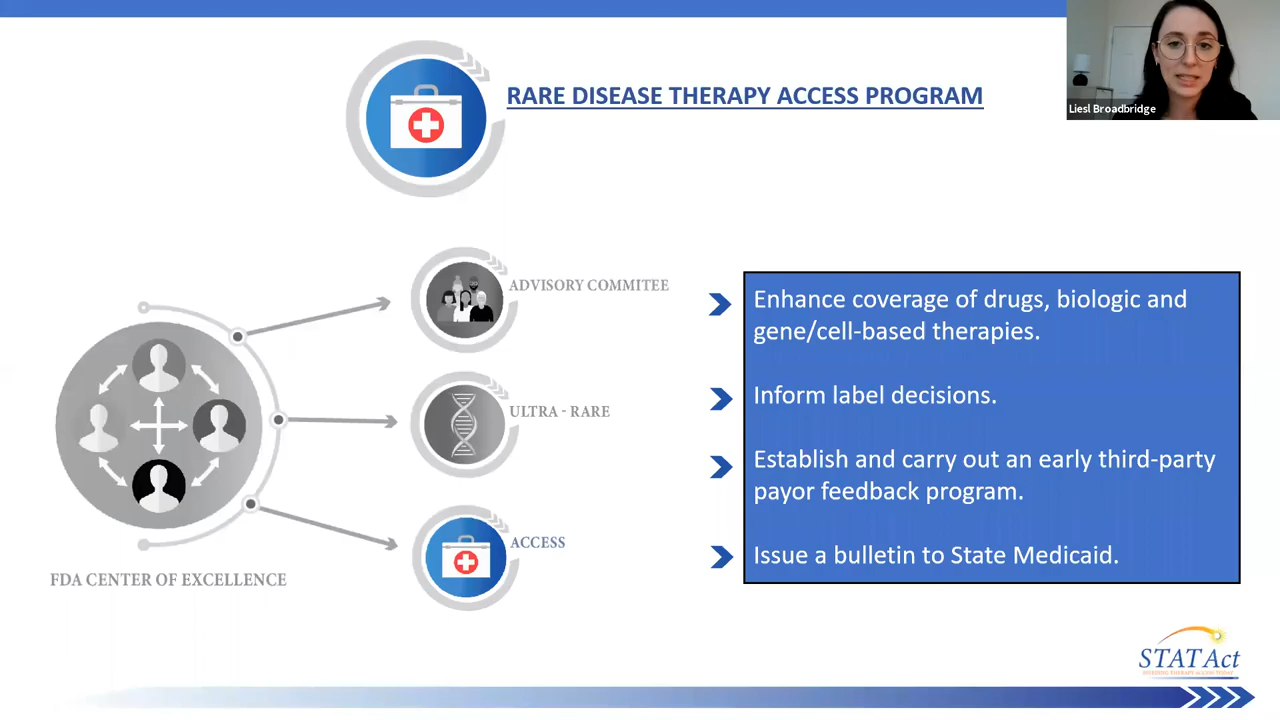 Liesl Broadbridge
RARE DISEASE THERAPY ACCESS PROGRAM
ADVISORY COMMITEE
ULTRA - RARE
ACCESS
FDA CENTER OF EXCELLENCE
Enhance coverage of drugs, biologic and
gene/cell-based therapies.
Inform label decisions.
Establish and carry out an early third-party
payor feedback program.
Issue a bulletin to State Medicaid.
STAT Act